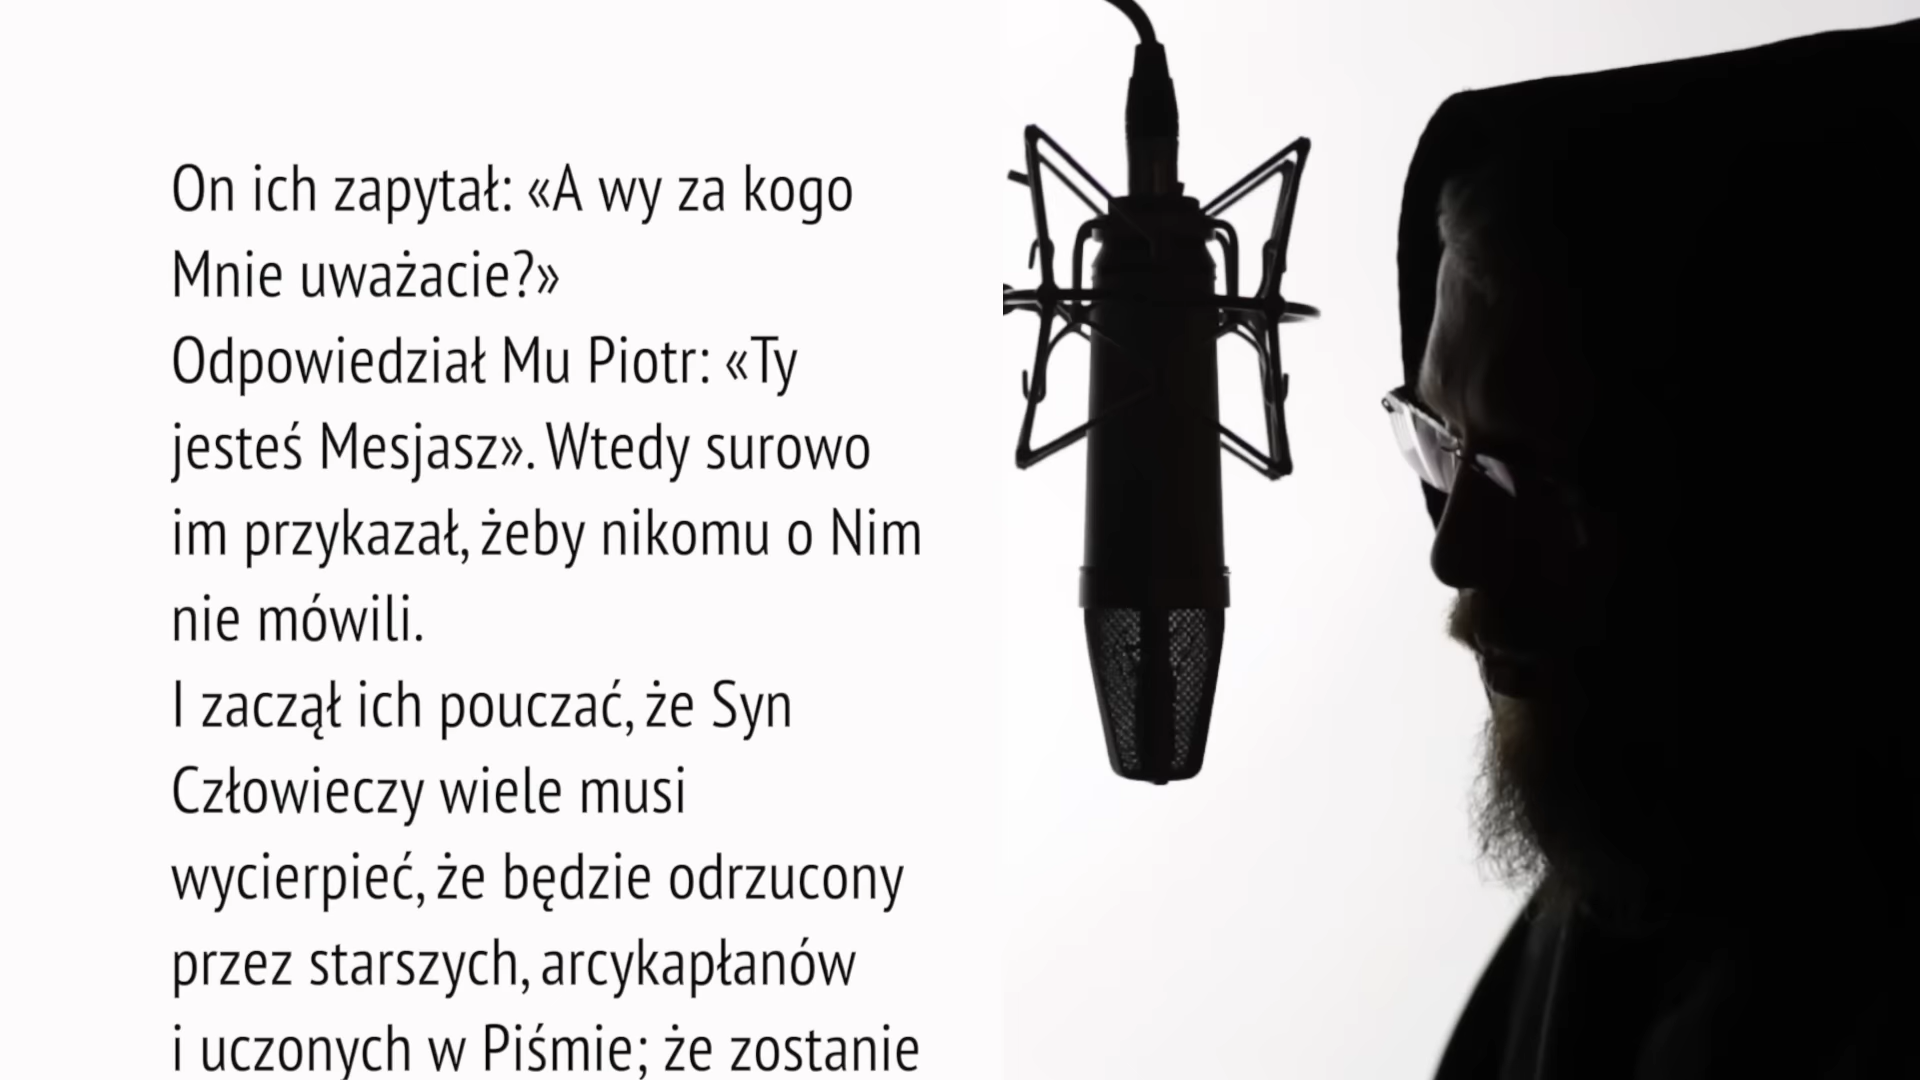 On ich zapytał: «A wy za kogo
Mnie uważacie?»
Odpowiedział Mu Piotr: «Ty
jesteś Mesjasz». Wtedy surowo
im przykazał, żeby nikomu o Nim
nie mówili.
I zaczął ich pouczać, że Syn
Człowieczy wiele musi
wycierpieć, że będzie odrzucony
przez starszych, arcykapłanów
i uczonych w Piśmie; że zostanie